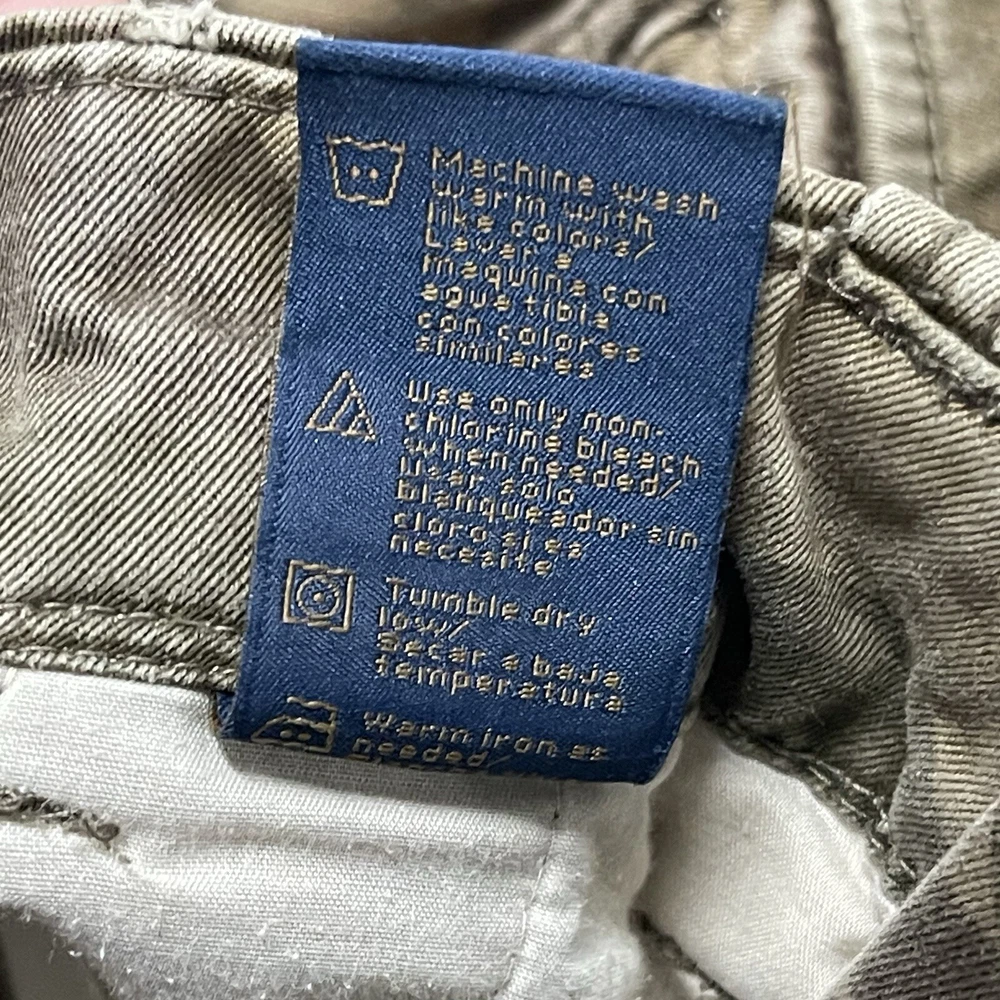 Machine wash
warm with
like colors/
Lavar a
maquina con
agua tibia
con colores
similares
Use only non-
chlorine bleach
when needed/
Usar solo
blanqueador sin
cloro si es
necesite
Tumble dry
low/
Secar a baja
temperatura
Warm iron as
needed/